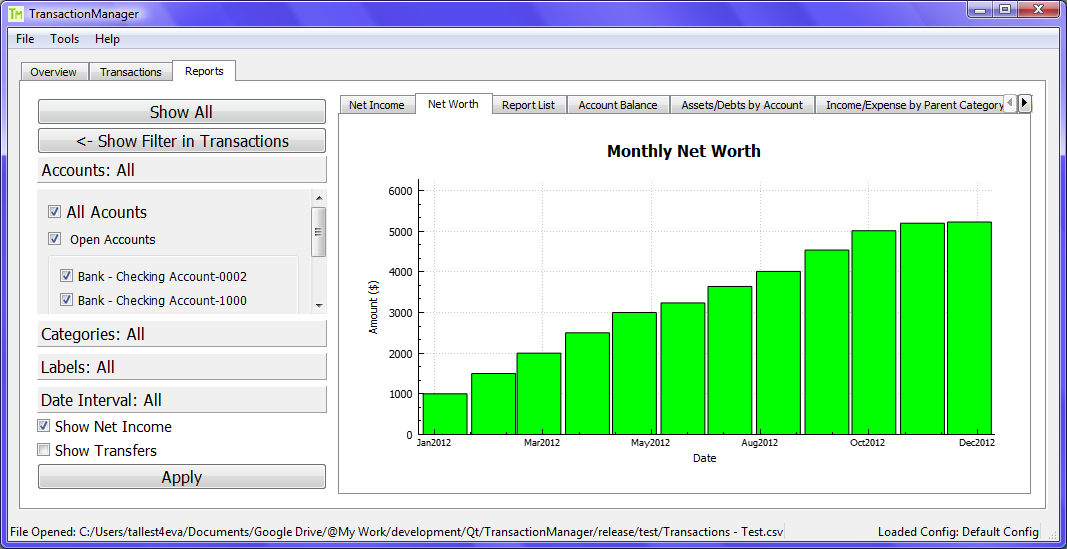 TM TransactionManager
File Tools Help
Overview Transactions Reports
Show All
<- Show Filter in Transactions
Accounts: All
All Acounts
Open Accounts
Bank - Checking Account-0002
Bank - Checking Account-1000
Categories: All
Labels: All
Date Interval: All
Show Net Income
Show Transfers
Apply
Net Income Net Worth Report List Account Balance Assets/Debts by Account Income/Expense by Parent Category
Monthly Net Worth
6000
5000
4000
3000
2000
1000
0
Amount ($)
Jan2012 Mar2012 May2012 Aug2012 Oct2012 Dec2012
Date
File Opened: C:/Users/tallest4eva/Documents/Google Drive/@My Work/development/Qt/TransactionManager/release/test/Transactions - Test.csv Loaded Config: Default Config